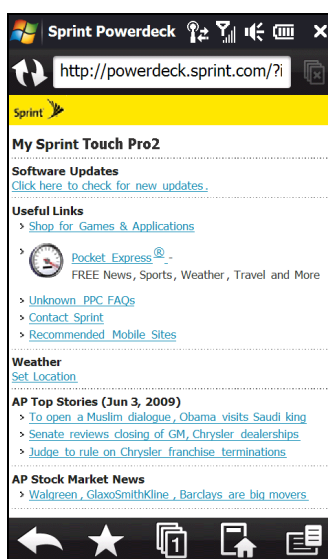 Sprint Powerdeck
http://powerdeck.sprint.com/?i
Sprint
My Sprint Touch Pro2
Software Updates
Click here to check for new updates.
Useful Links
Shop for Games & Applications
Pocket Express® -
FREE News, Sports, Weather, Travel and More
Unknown PPC FAQs
Contact Sprint
Recommended Mobile Sites
Weather
Set Location
AP Top Stories (Jun 3, 2009)
To open a Muslim dialogue, Obama visits Saudi king
Senate reviews closing of GM, Chrysler dealerships
Judge to rule on Chrysler franchise terminations
AP Stock Market News
Walgreen, GlaxoSmithKline, Barclays are big movers
1